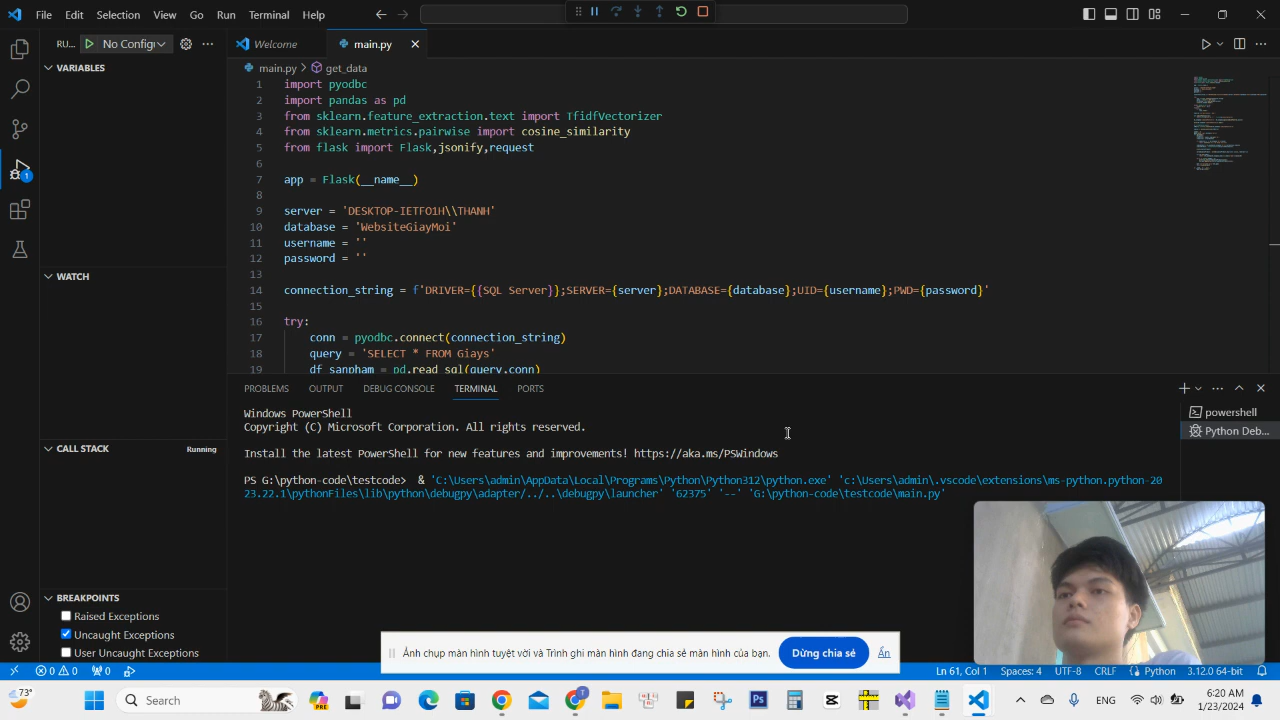 File Edit Selection View Go Run Terminal Help
RU... No Config
Welcome
main.py
VARIABLES
main.py > get_data
1 import pyodbc
2 import pandas as pd
3 from sklearn.feature_extraction.text import TfidfVectorizer
4 from sklearn.metrics.pairwise import cosine_similarity
5 from flask import Flask,jsonify,request
6
7 app = Flask(__name__)
8
9 server = 'DESKTOP-IETFO1H\\THANH'
10 database = 'WebsiteGiayMoi'
11 username = ''
12 password = ''
13
14 connection_string = f'DRIVER={{SQL Server}};SERVER={server};DATABASE={database};UID={username};PWD={password}'
15
16 try:
17 conn = pyodbc.connect(connection_string)
18 query = 'SELECT * FROM Giays'
19 df_sanpham = pd.read_sql(query,conn)
WATCH
CALL STACK Running
BREAKPOINTS
Raised Exceptions
Uncaught Exceptions
User Uncaught Exceptions
PROBLEMS OUTPUT DEBUG CONSOLE TERMINAL PORTS
powershell
Python Deb...
Windows PowerShell
Copyright (C) Microsoft Corporation. All rights reserved.
Install the latest PowerShell for new features and improvements! https://aka.ms/PSWindows
PS G:\python-code\testcode> & 'C:\Users\admin\AppData\Local\Programs\Python\Python312\python.exe' 'c:\Users\admin\.vscode\extensions\ms-python.python-20
23.22.1\pythonFiles\lib\python\debugpy\adapter/../..\debugpy\launcher' '62375' '--' 'G:\python-code\testcode\main.py'
Ảnh chụp màn hình tuyệt vời và Trình ghi màn hình đang chia sẻ màn hình của bạn. Dừng chia sẻ Ẩn
0 0 0 Ln 61, Col 1 Spaces: 4 UTF-8 CRLF Python 3.12.0 64-bit
73° Search PRE ENG 6:20 AM
1/23/2024